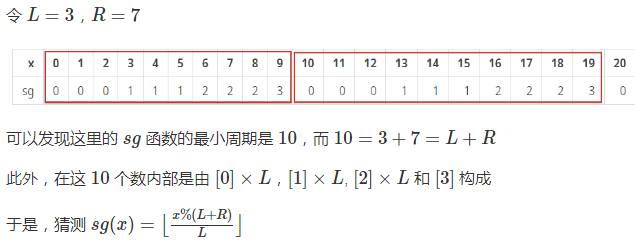 令 L = 3，R = 7
x 0 1 2 3 4 5 6 7 8 9 10 11 12 13 14 15 16 17 18 19 20
sg 0 0 0 1 1 1 2 2 2 3 0 0 0 1 1 1 2 2 2 3 0
可以发现这里的 sg 函数的最小周期是 10，而 10 = 3 + 7 = L + R
此外，在这 10 个数内部是由 [0] × L，[1] × L, [2] × L 和 [3] 构成
于是，猜测 sg(x) = ⌊x%(L+R)/L⌋